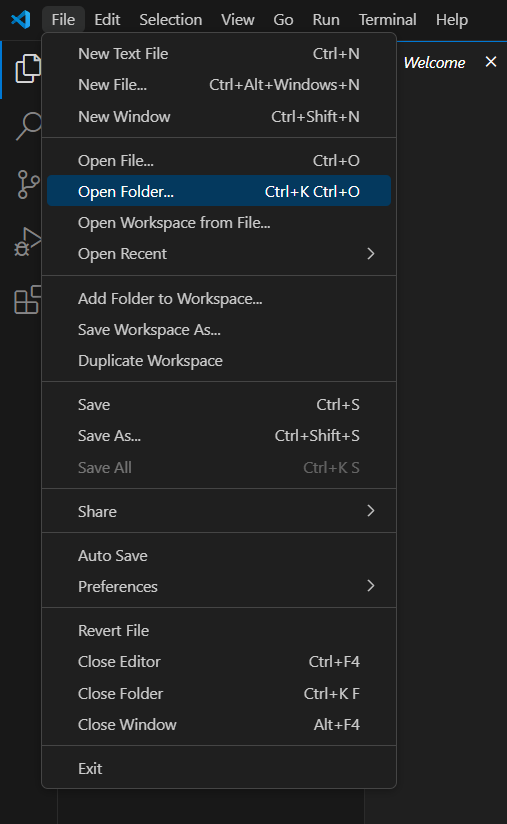 File Edit Selection View Go Run Terminal Help
Welcome
New Text File Ctrl+N
New File... Ctrl+Alt+Windows+N
New Window Ctrl+Shift+N
Open File... Ctrl+O
Open Folder... Ctrl+K Ctrl+O
Open Workspace from File...
Open Recent
Add Folder to Workspace...
Save Workspace As...
Duplicate Workspace
Save Ctrl+S
Save As... Ctrl+Shift+S
Save All Ctrl+K S
Share
Auto Save
Preferences
Revert File
Close Editor Ctrl+F4
Close Folder Ctrl+K F
Close Window Alt+F4
Exit